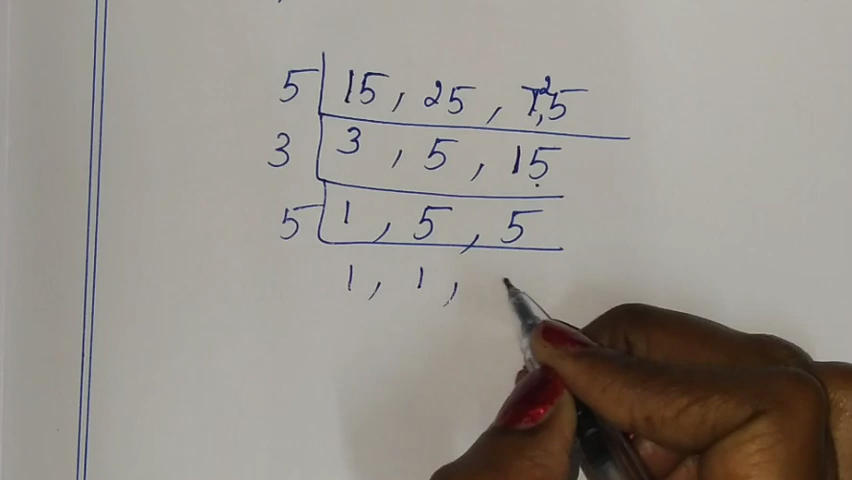 5 | 15, 25, 75
3 | 3, 5, 15
5 | 1, 5, 5
1, 1,